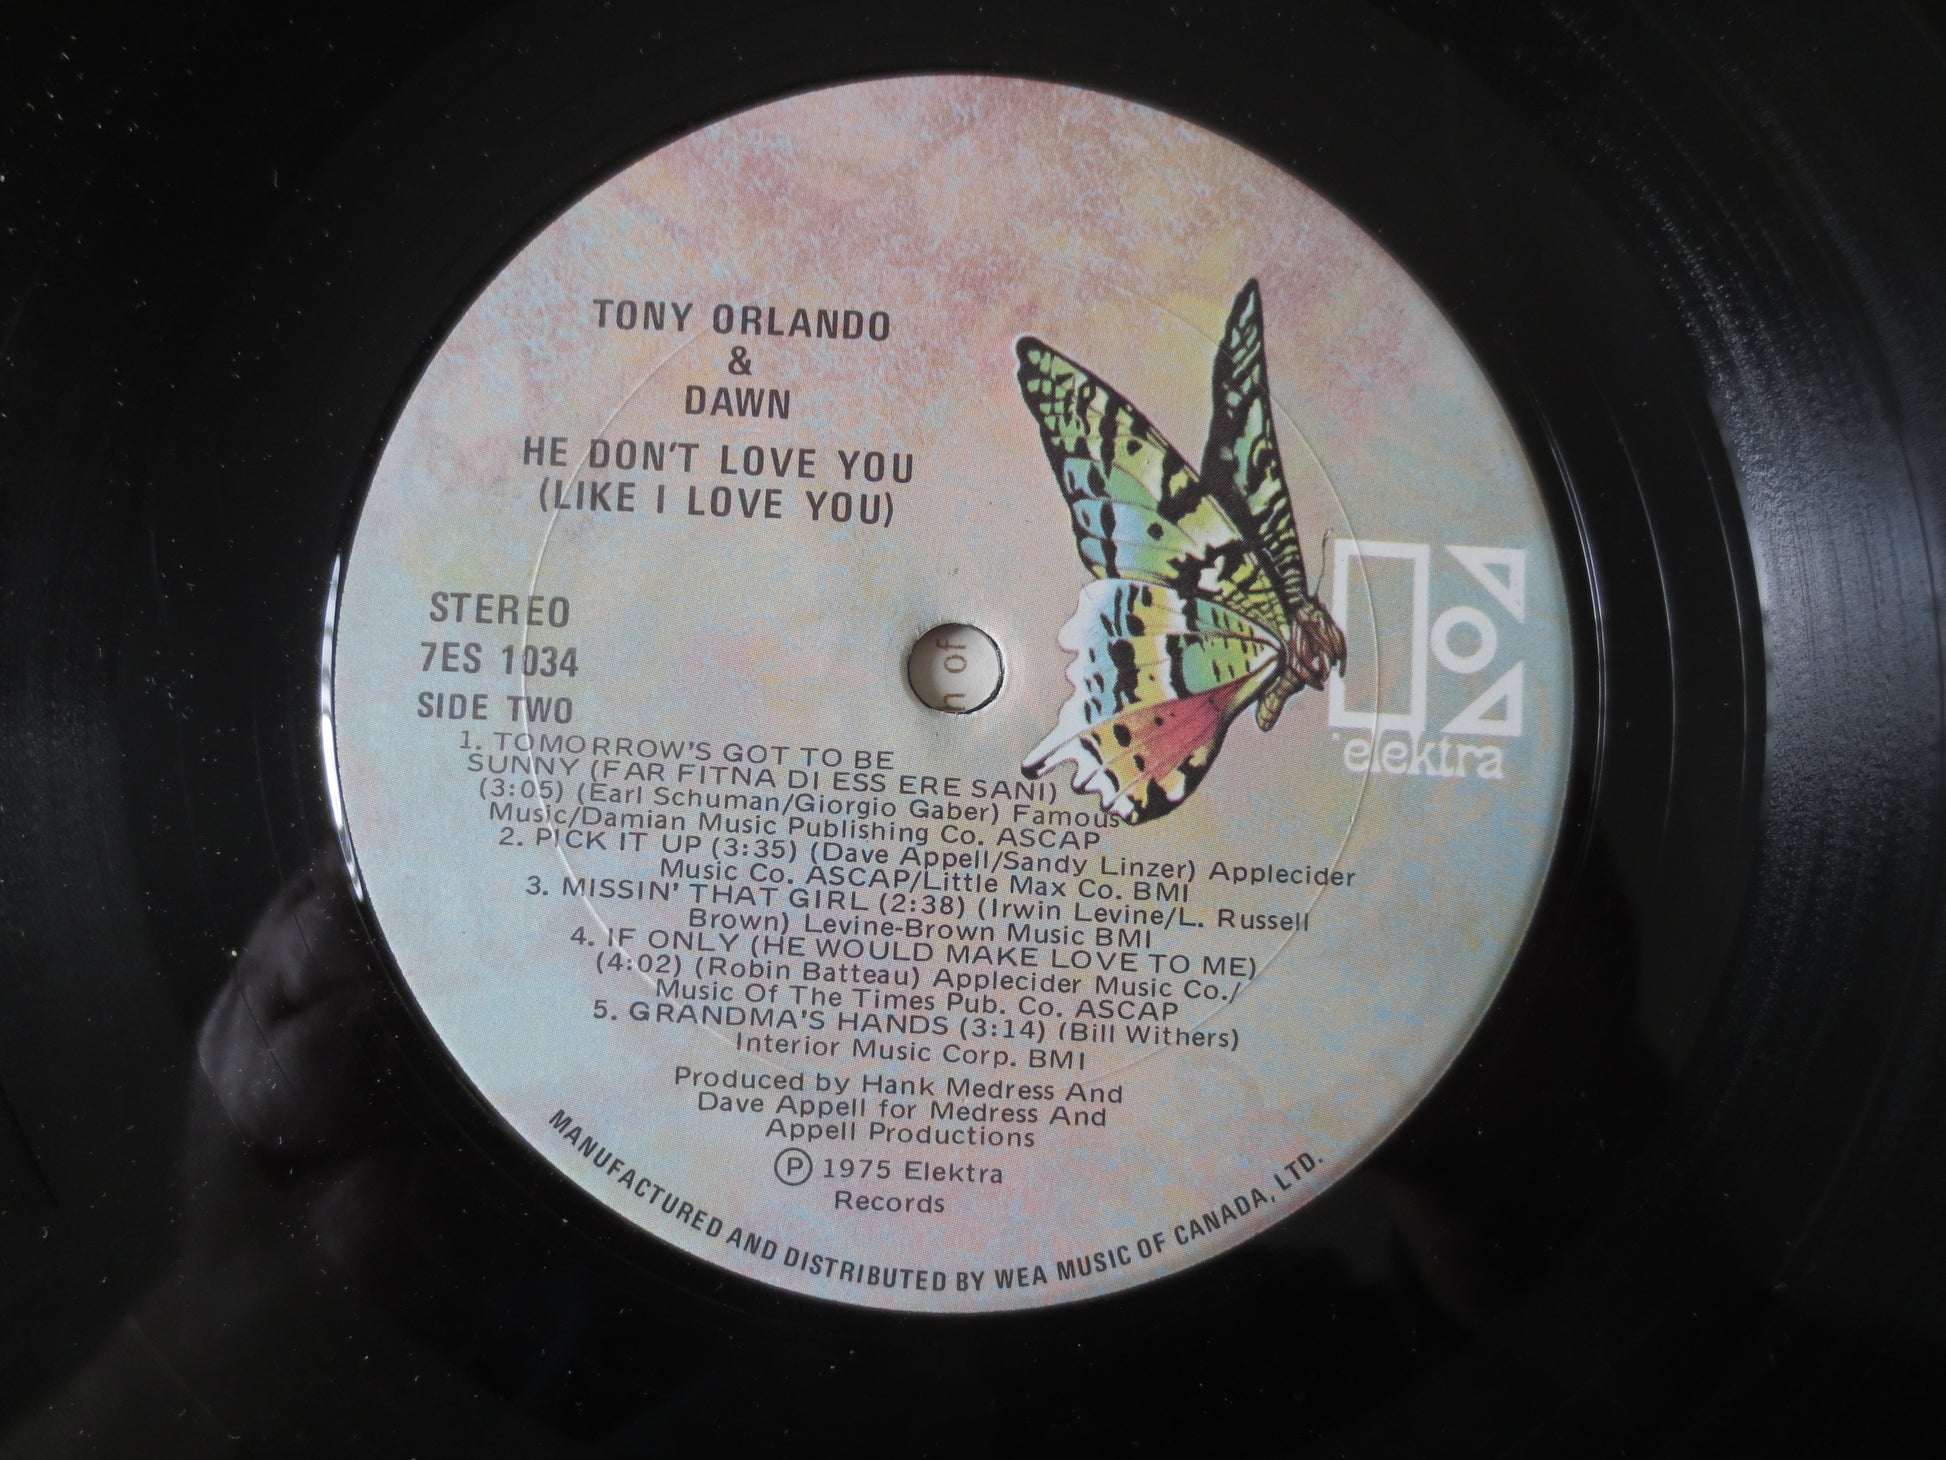 TONY ORLANDO
&
DAWN
HE DON'T LOVE YOU
(LIKE I LOVE YOU)
STEREO
7ES 1034
SIDE TWO
elektra
1. TOMORROW'S GOT TO BE
SUNNY (FAR FITNA DI ESS ERE SANI)
(3:05) (Earl Schuman/Giorgio Gaber) Famous
Music/Damian Music Publishing Co. ASCAP
2. PICK IT UP (3:35) (Dave Appell/Sandy Linzer) Applecider
Music Co. ASCAP/Little Max Co. BMI
3. MISSIN' THAT GIRL (2:38) (Irwin Levine/L. Russell
Brown) Levine-Brown Music BMI
4. IF ONLY (HE WOULD MAKE LOVE TO ME)
(4:02) (Robin Batteau) Applecider Music Co./
Music Of The Times Pub. Co. ASCAP
5. GRANDMA'S HANDS (3:14) (Bill Withers)
Interior Music Corp. BMI
Produced by Hank Medress And
Dave Appell for Medress And
Appell Productions
Ⓟ 1975 Elektra
Records
MANUFACTURED AND DISTRIBUTED BY WEA MUSIC OF CANADA, LTD.
of